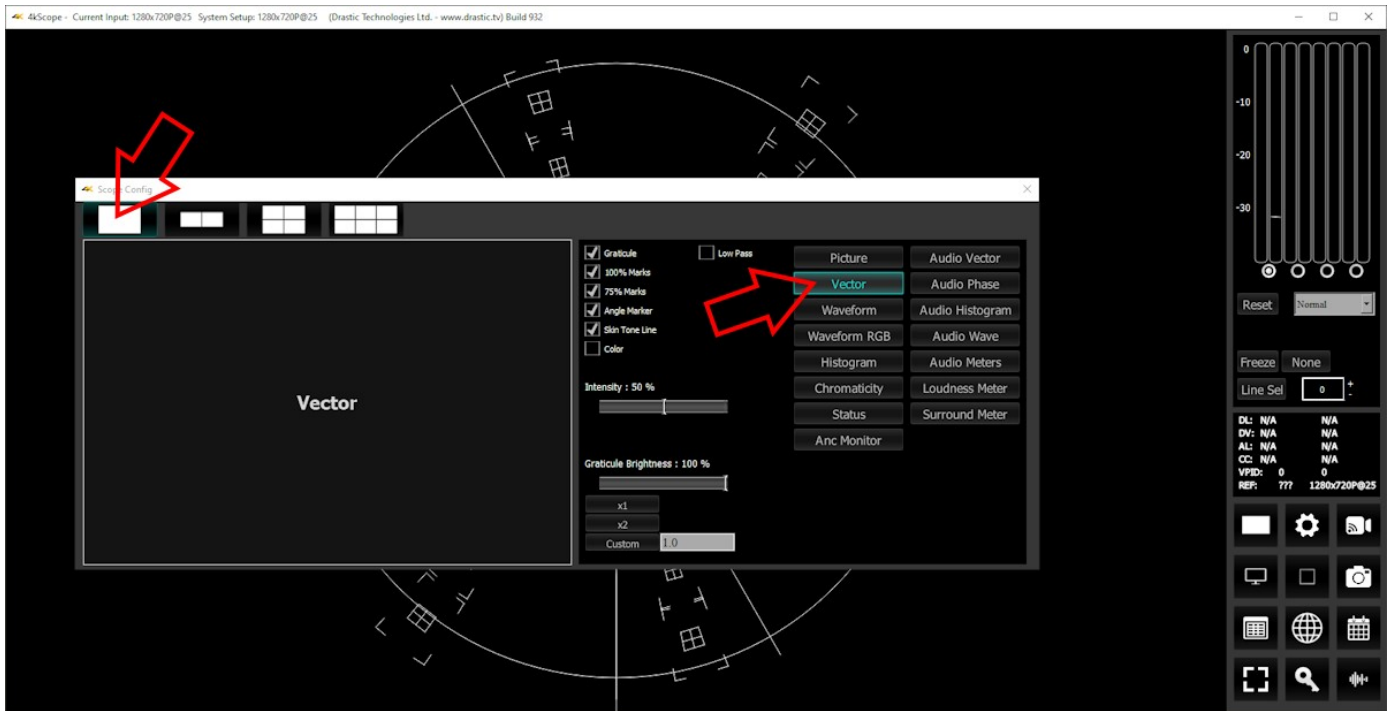 4kScope - Current Input: 1280x720P@25 System Setup: 1280x720P@25 (Drastic Technologies Ltd. - www.drastic.tv) Build 932
Scope Config
Vector
Graticule
Low Pass
100% Marks
75% Marks
Angle Marker
Skin Tone Line
Color
Intensity : 50 %
Graticule Brightness : 100 %
x1
x2
Custom 1.0
Picture Audio Vector
Vector Audio Phase
Waveform Audio Histogram
Waveform RGB Audio Wave
Histogram Audio Meters
Chromaticity Loudness Meter
Status Surround Meter
Anc Monitor
0
-10
-20
-30
Reset Normal
Freeze None
Line Sel 0 + -
DL: N/A N/A
DV: N/A N/A
AL: N/A N/A
CC: N/A N/A
VPID: 0 0
REF: ??? 1280x720P@25